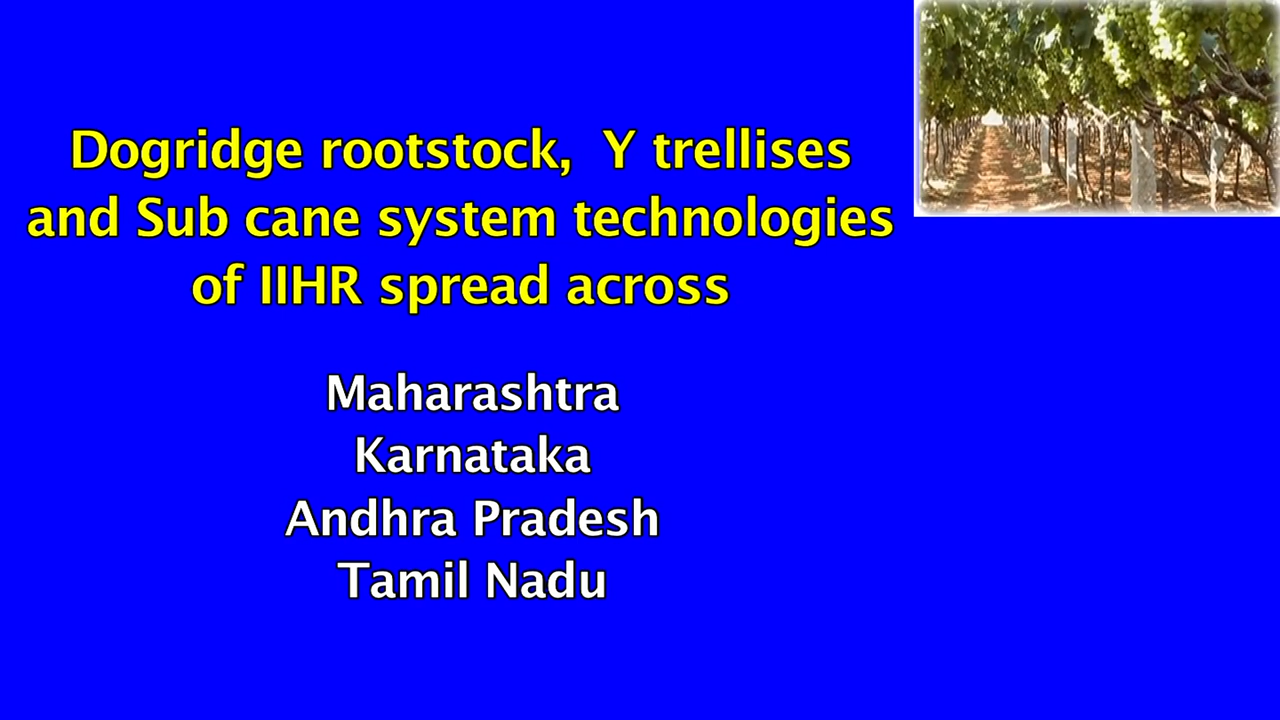 Dogridge rootstock, Y trellises
and Sub cane system technologies
of IIHR spread across
Maharashtra
Karnataka
Andhra Pradesh
Tamil Nadu